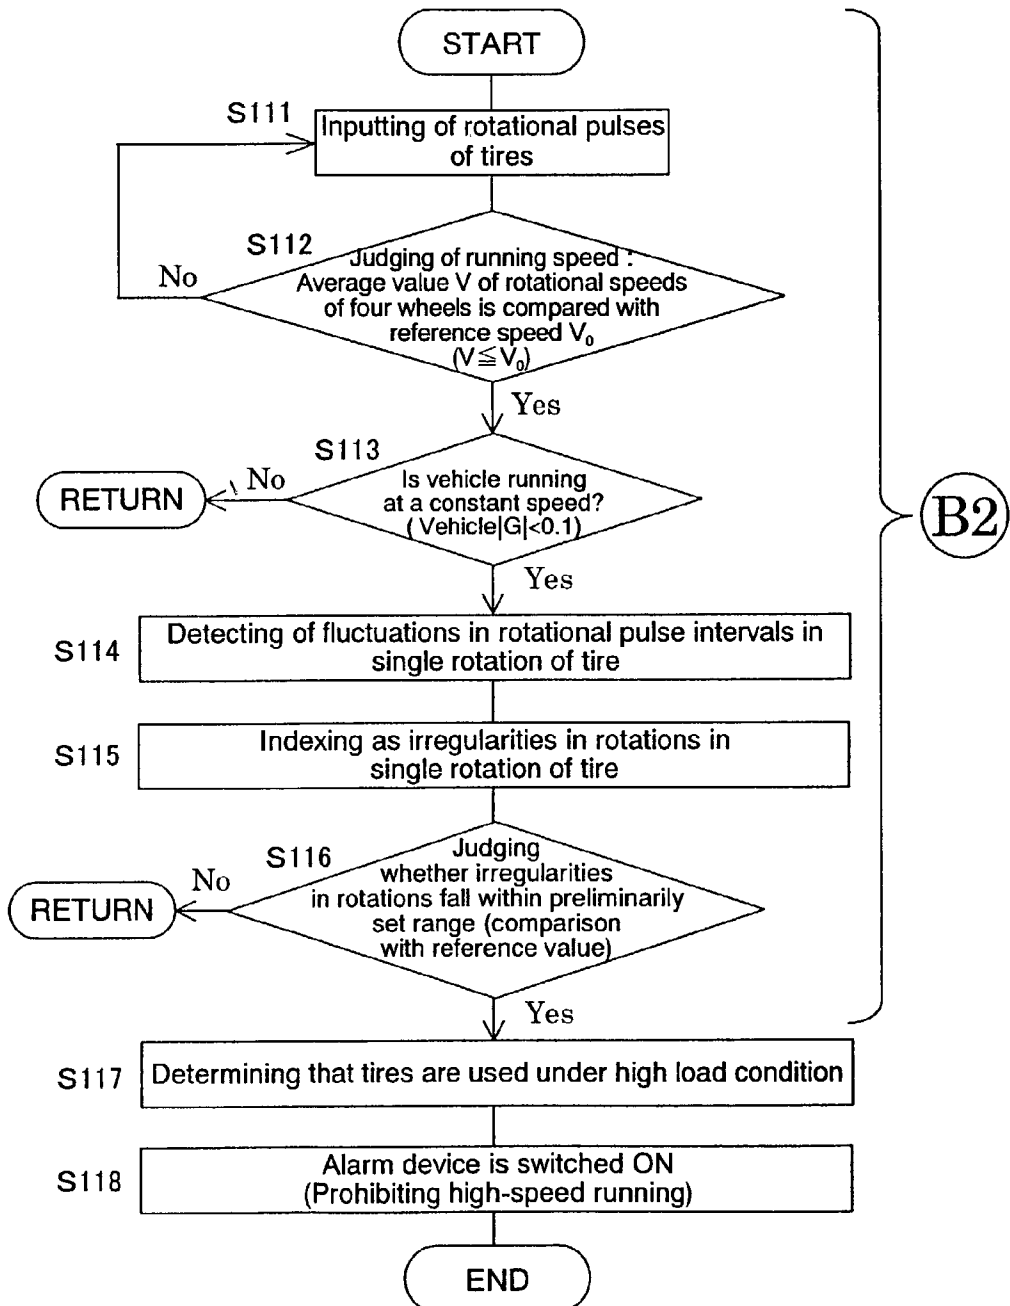 START
S111
Inputting of rotational pulses
of tires
S112
No
Judging of running speed :
Average value V of rotational speeds
of four wheels is compared with
reference speed V₀
(V≦V₀)
Yes
S113
No
RETURN
Is vehicle running
at a constant speed?
( Vehicle|G|<0.1)
B2
Yes
S114
Detecting of fluctuations in rotational pulse intervals in
single rotation of tire
S115
Indexing as irregularities in rotations in
single rotation of tire
S116
No
RETURN
Judging
whether irregularities
in rotations fall within preliminarily
set range (comparison
with reference value)
Yes
S117
Determining that tires are used under high load condition
S118
Alarm device is switched ON
(Prohibiting high-speed running)
END